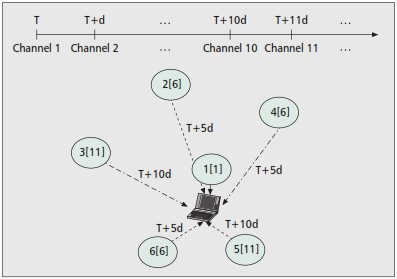 T T+d ... T+10d T+11d ...
Channel 1 Channel 2 ... Channel 10 Channel 11 ...
2[6]
4[6]
T+5d
3[11]
1[1]
T+10d
T+5d
T+5d
T+10d
6[6]
5[11]